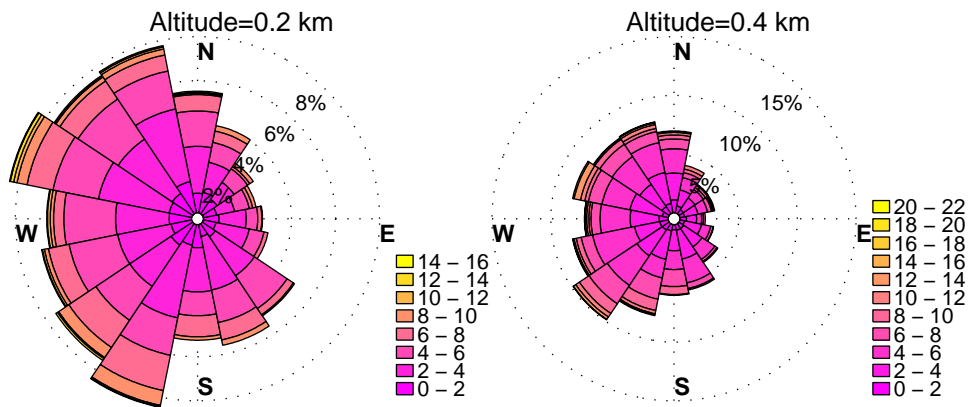 Altitude=0.2 km
N
8%
6%
4%
2%
W
E
S
14 – 16
12 – 14
10 – 12
8 – 10
6 – 8
4 – 6
2 – 4
0 – 2
Altitude=0.4 km
N
15%
10%
5%
W
E
S
20 – 22
18 – 20
16 – 18
14 – 16
12 – 14
10 – 12
8 – 10
6 – 8
4 – 6
2 – 4
0 – 2